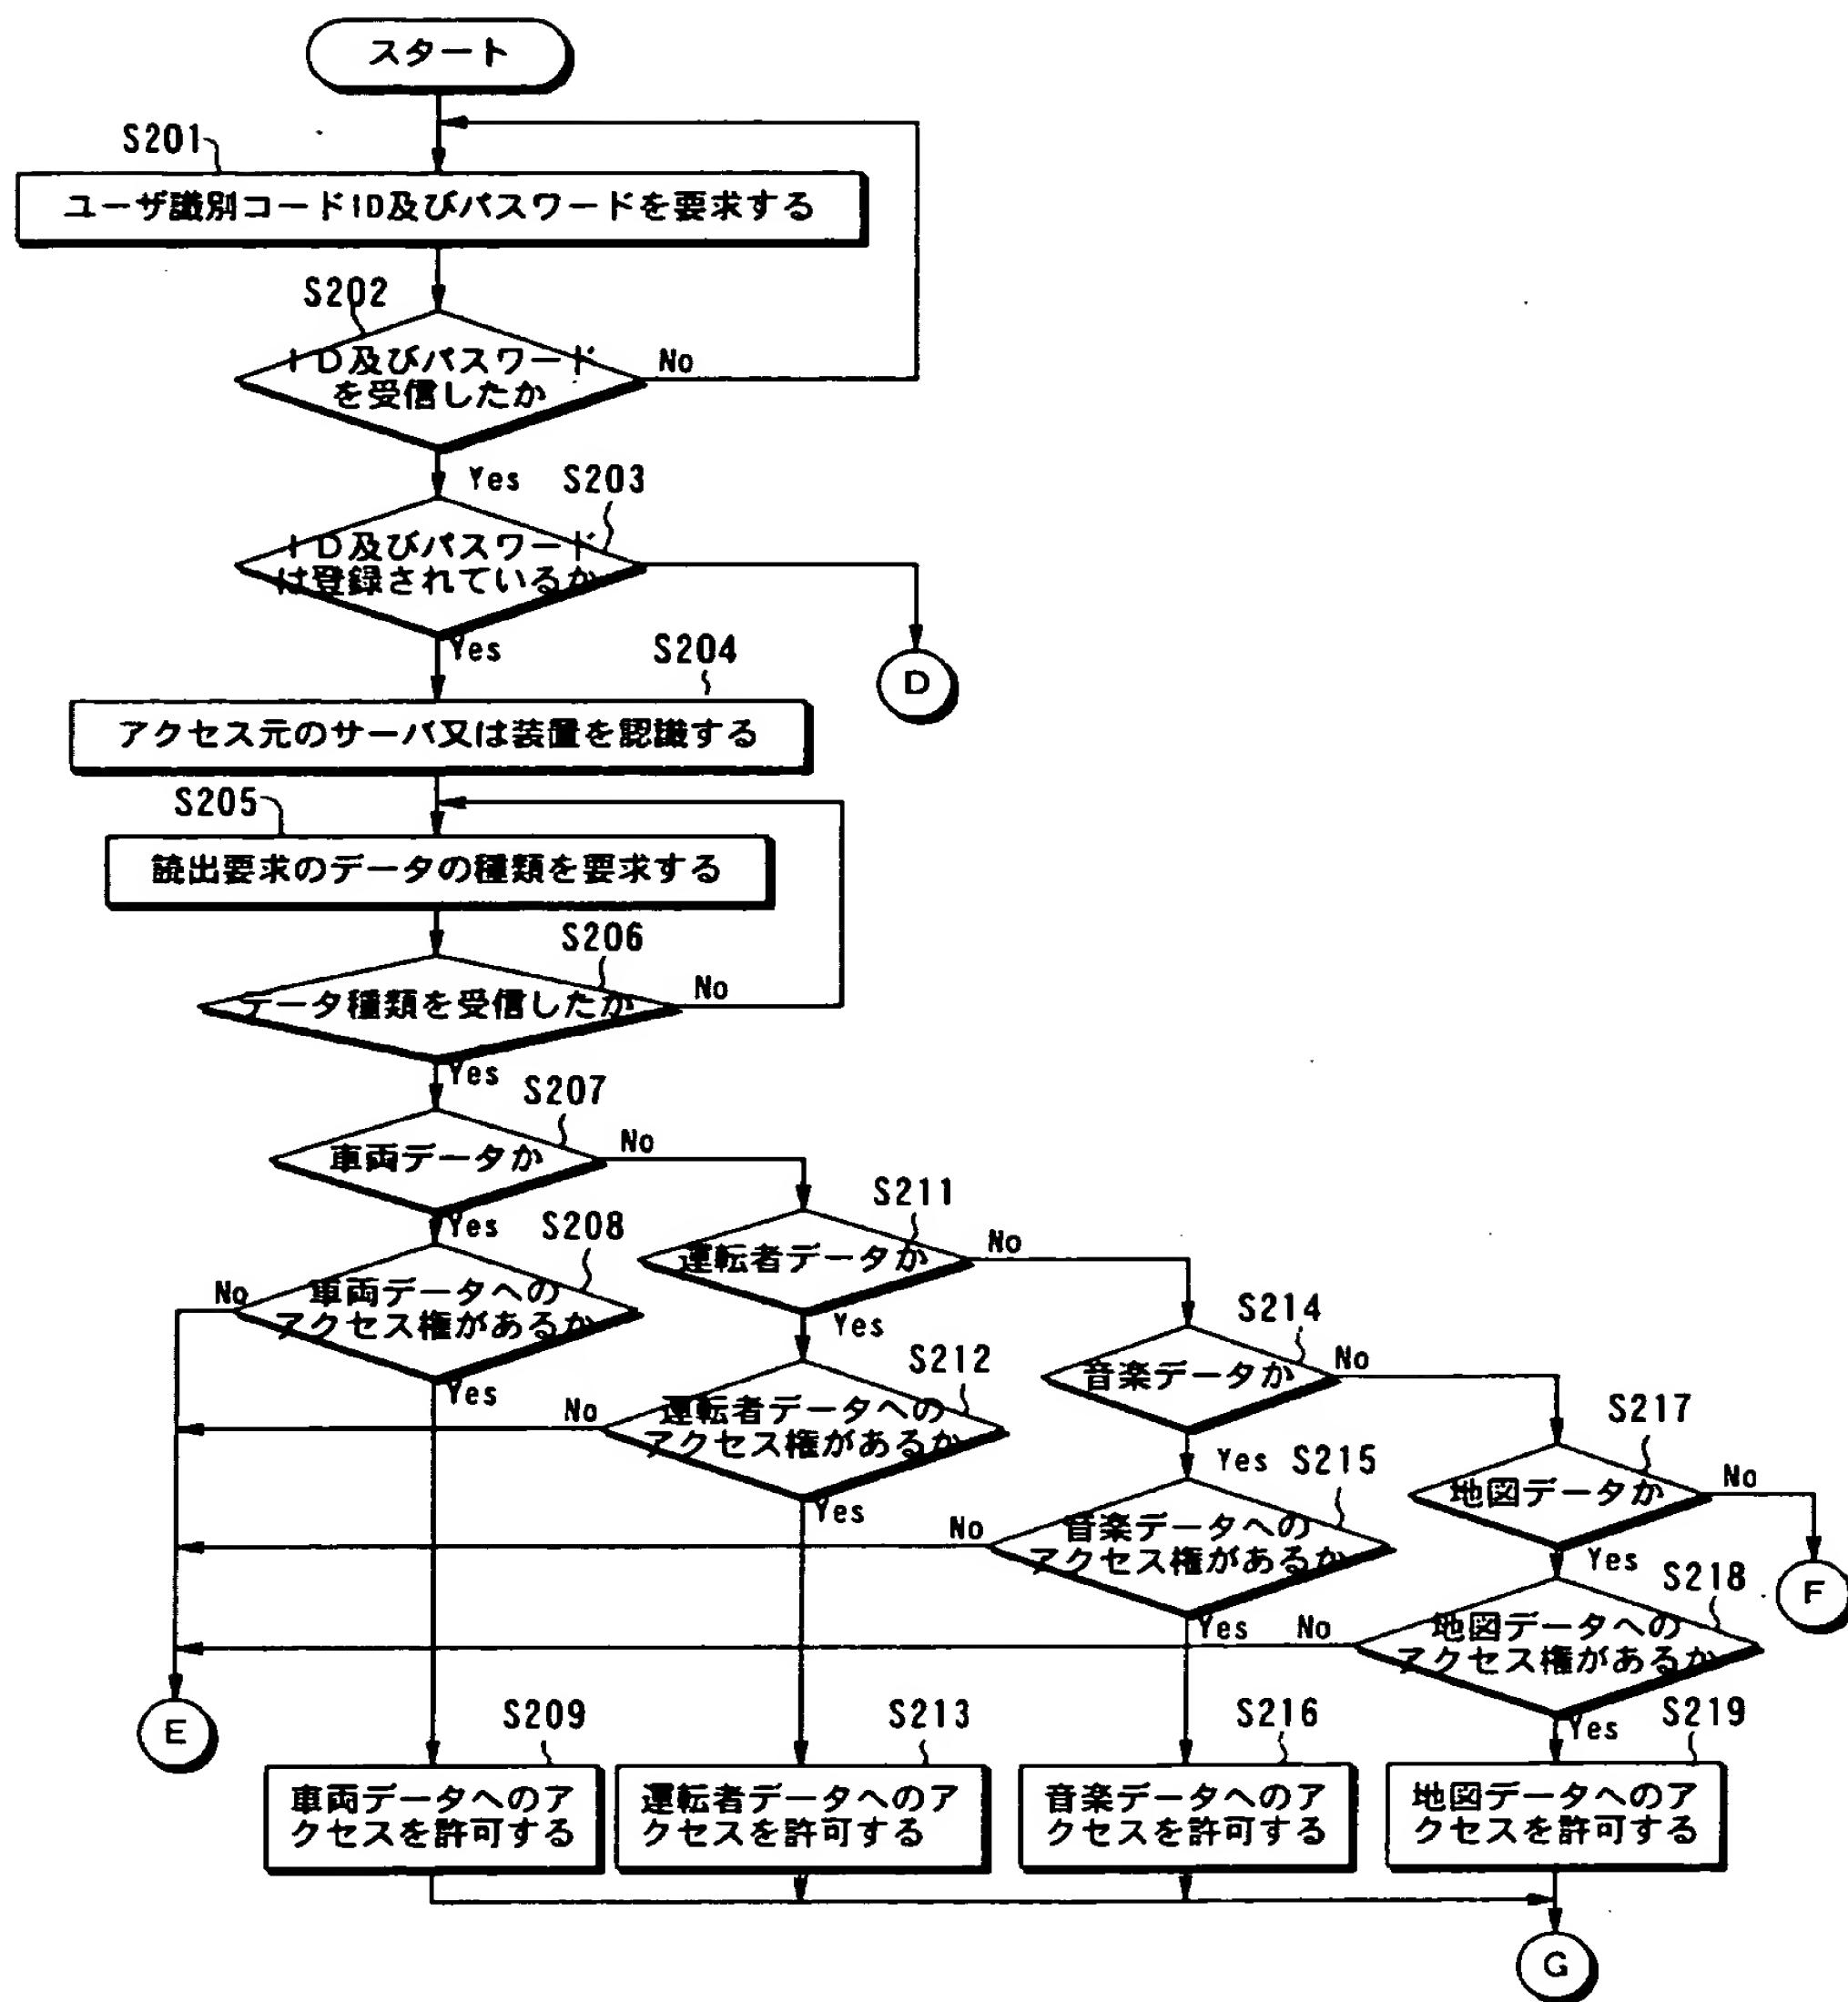 スタート
S201
ユーザ識別コードID及びパスワードを要求する
S202
ID及びパスワード
を受信したか
No
Yes
S203
ID及びパスワード
は登録されているか
Yes
D
S204
アクセス元のサーバ又は装置を認識する
S205
読出要求のデータの種類を要求する
S206
データ種類を受信したか
No
Yes
S207
車両データか
No
Yes
S208
車両データへの
アクセス権があるか
No
Yes
S211
運転者データか
No
Yes
S212
運転者データへの
アクセス権があるか
No
Yes
S214
音楽データか
No
Yes
S215
音楽データへの
アクセス権があるか
No
Yes
S217
地図データか
No
Yes
F
S218
地図データへの
アクセス権があるか
No
Yes
E
S209
車両データへのア
クセスを許可する
S213
運転者データへのア
クセスを許可する
S216
音楽データへのア
クセスを許可する
S219
地図データへのア
クセスを許可する
G